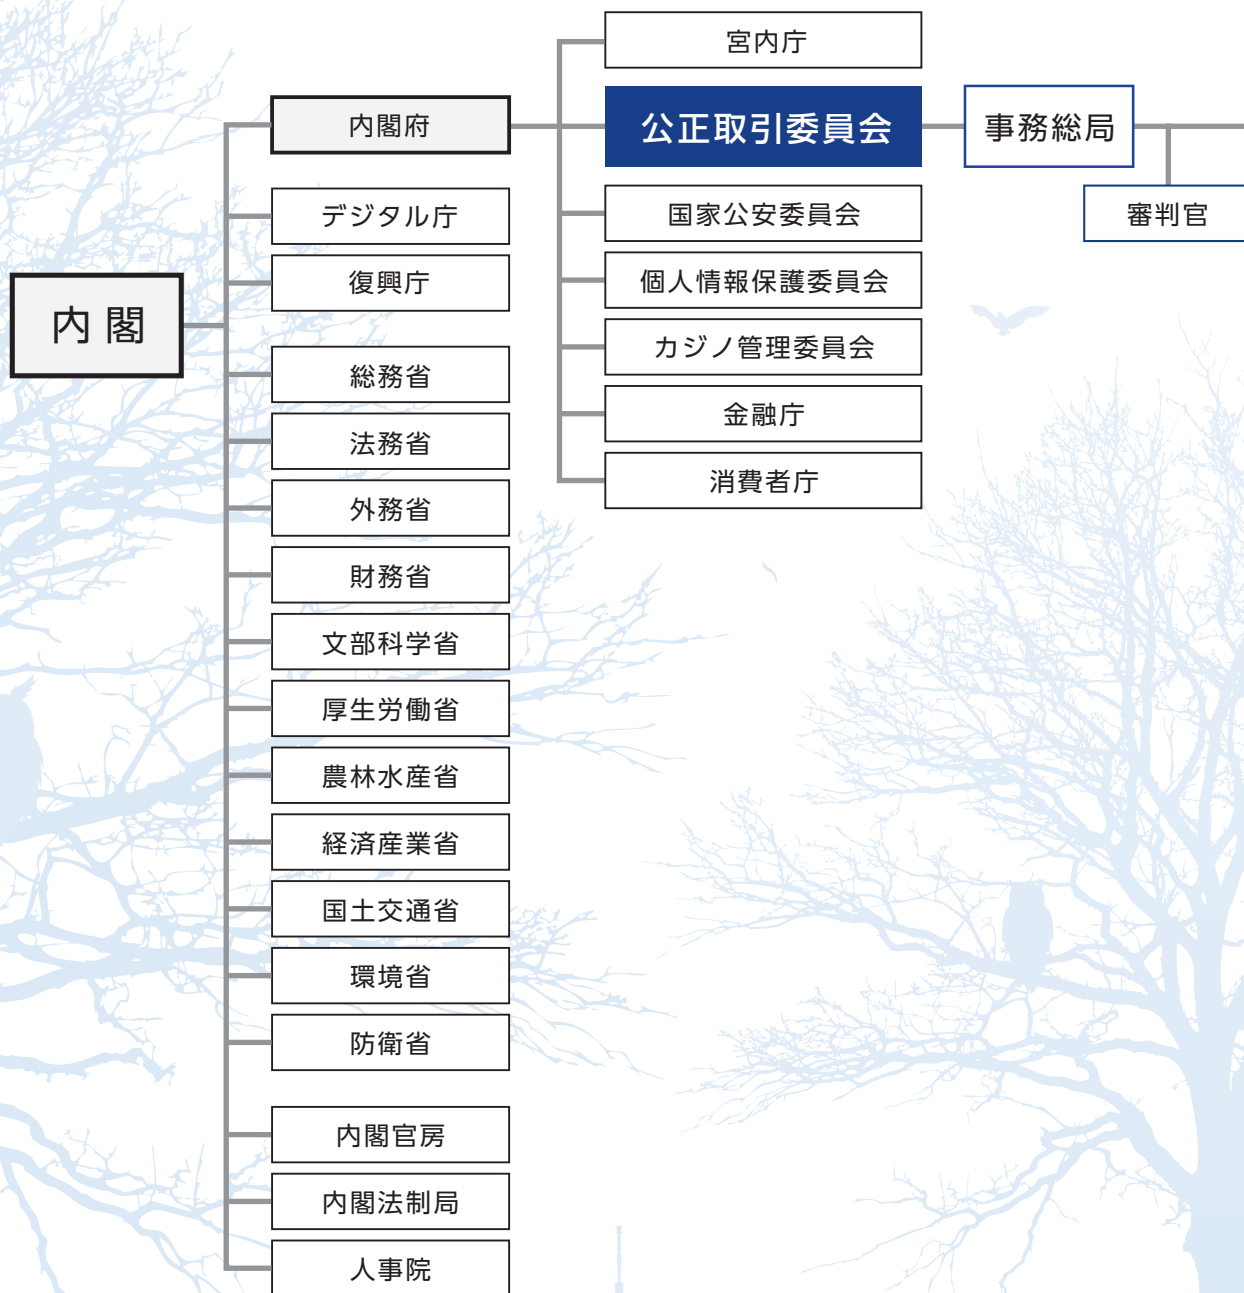 内閣
内閣府
デジタル庁
復興庁
総務省
法務省
外務省
財務省
文部科学省
厚生労働省
農林水産省
経済産業省
国土交通省
環境省
防衛省
内閣官房
内閣法制局
人事院
宮内庁
公正取引委員会
国家公安委員会
個人情報保護委員会
カジノ管理委員会
金融庁
消費者庁
事務総局
審判官